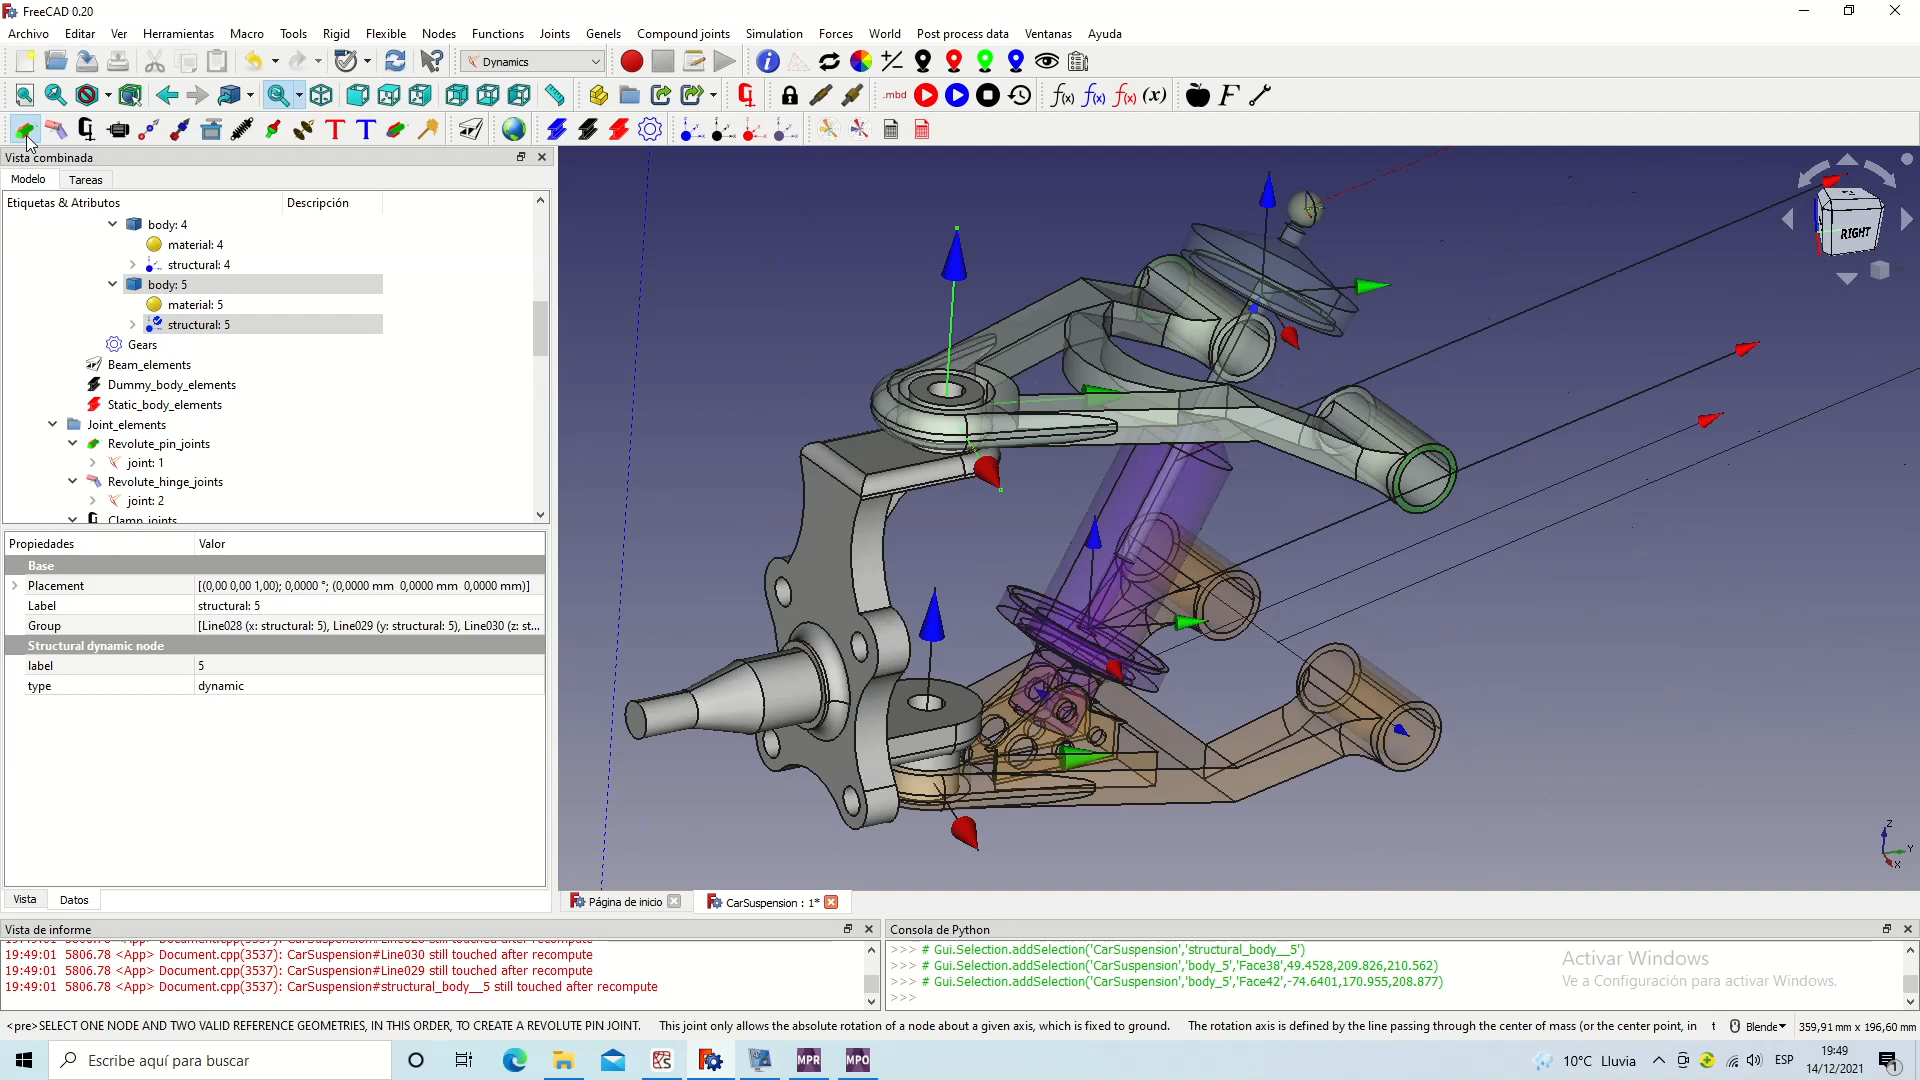 FreeCAD 0.20
Archivo Editar Ver Herramientas Macro Tools Rigid Flexible Nodes Functions Joints Genels Compound joints Simulation Forces World Post process data Ventanas Ayuda
Dynamics
.mbd f(x) f(x) f(x) (x)
Vista combinada
Modelo Tareas
Etiquetas & Atributos Descripción
body: 4
material: 4
structural: 4
body: 5
material: 5
structural: 5
Gears
Beam_elements
Dummy_body_elements
Static_body_elements
Joint_elements
Revolute_pin_joints
joint: 1
Revolute_hinge_joints
joint: 2
Clamp_joints
Propiedades Valor
Base
Placement [(0,00 0,00 1,00); 0,0000 °; (0,0000 mm 0,0000 mm 0,0000 mm)]
Label structural: 5
Group [Line028 (x: structural: 5), Line029 (y: structural: 5), Line030 (z: st...
Structural dynamic node
label 5
type dynamic
RIGHT
Z
Y
X
Vista Datos
Página de inicio CarSuspension : 1*
Vista de informe
19:49:01 5806.78 <App> Document.cpp(3537): CarSuspension#Line030 still touched after recompute
19:49:01 5806.78 <App> Document.cpp(3537): CarSuspension#Line029 still touched after recompute
19:49:01 5806.78 <App> Document.cpp(3537): CarSuspension#structural_body__5 still touched after recompute
Consola de Python
>>> # Gui.Selection.addSelection('CarSuspension','structural_body__5')
>>> # Gui.Selection.addSelection('CarSuspension','body_5','Face38',49.4528,209.826,210.562)
>>> # Gui.Selection.addSelection('CarSuspension','body_5','Face42',-74.6401,170.955,208.877)
>>>
Activar Windows
Ve a Configuración para activar Windows.
<pre>SELECT ONE NODE AND TWO VALID REFERENCE GEOMETRIES, IN THIS ORDER, TO CREATE A REVOLUTE PIN JOINT. This joint only allows the absolute rotation of a node about a given axis, which is fixed to ground. The rotation axis is defined by the line passing through the center of mass (or the center point, in t Blender 359,91 mm x 196,60 mm
Escribe aquí para buscar
MPR MPO
10°C Lluvia
ESP
19:49
14/12/2021
1